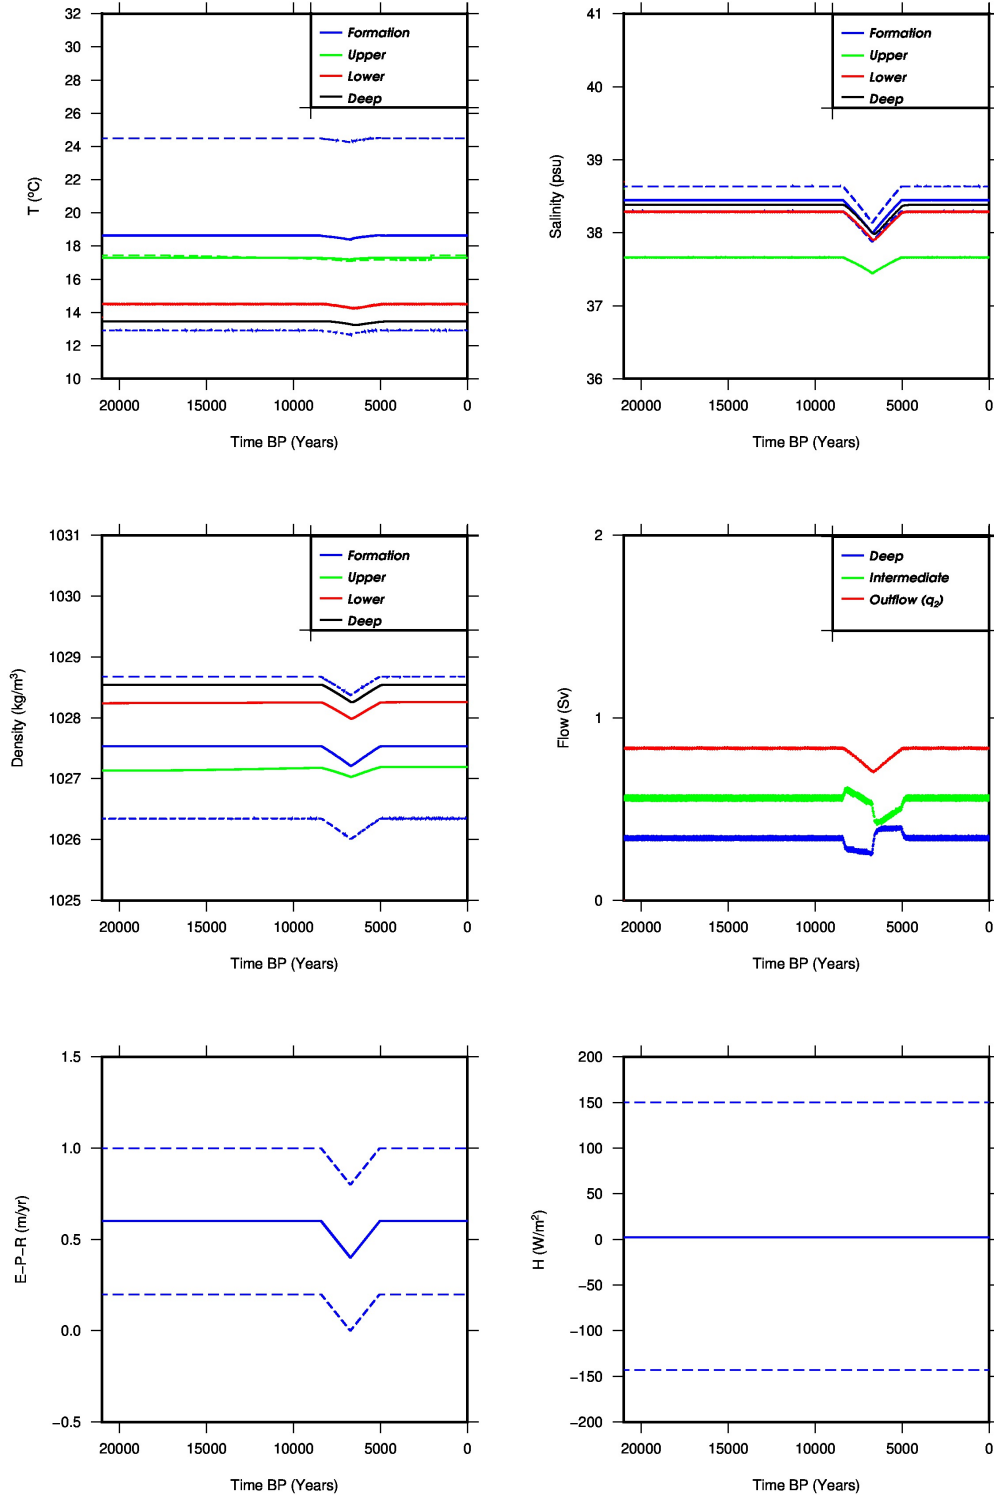 32
30
28
26
24
22
20
18
16
14
12
10
T (ºC)
Formation
Upper
Lower
Deep
20000 15000 10000 5000 0
Time BP (Years)
41
40
39
38
37
36
Salinity (psu)
Formation
Upper
Lower
Deep
20000 15000 10000 5000 0
Time BP (Years)
1031
1030
1029
1028
1027
1026
1025
Density (kg/m³)
Formation
Upper
Lower
Deep
20000 15000 10000 5000 0
Time BP (Years)
2
1
0
Flow (Sv)
Deep
Intermediate
Outflow (q₂)
20000 15000 10000 5000 0
Time BP (Years)
1.5
1.0
0.5
0.0
−0.5
E−P−R (m/yr)
20000 15000 10000 5000 0
Time BP (Years)
200
150
100
50
0
−50
−100
−150
−200
H (W/m²)
20000 15000 10000 5000 0
Time BP (Years)